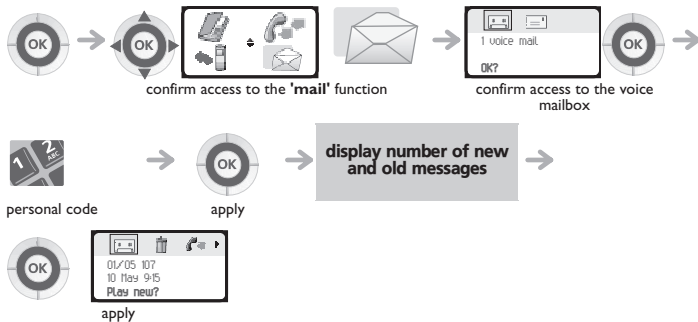 OK
OK
confirm access to the 'mail' function
1 voice mail
OK?
OK
confirm access to the voice
mailbox
1 2 ABC
personal code
OK
apply
display number of new
and old messages
OK
01/05 107
10 May 9:15
Play new?
apply